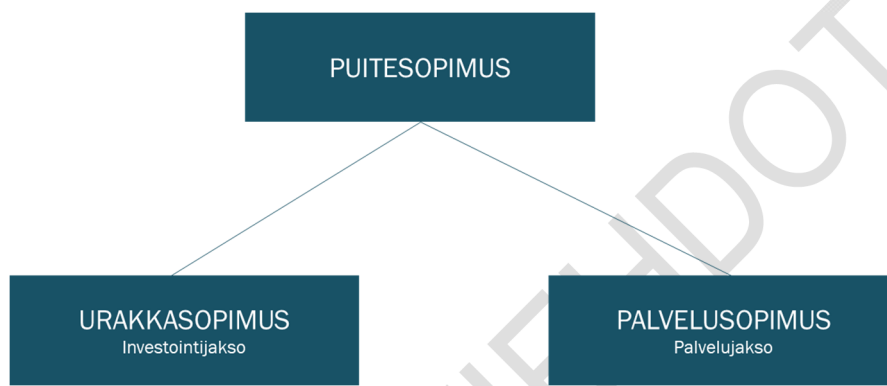 PUITESOPIMUS
URAKKASOPIMUS
Investointijakso
PALVELUSOPIMUS
Palvelujakso